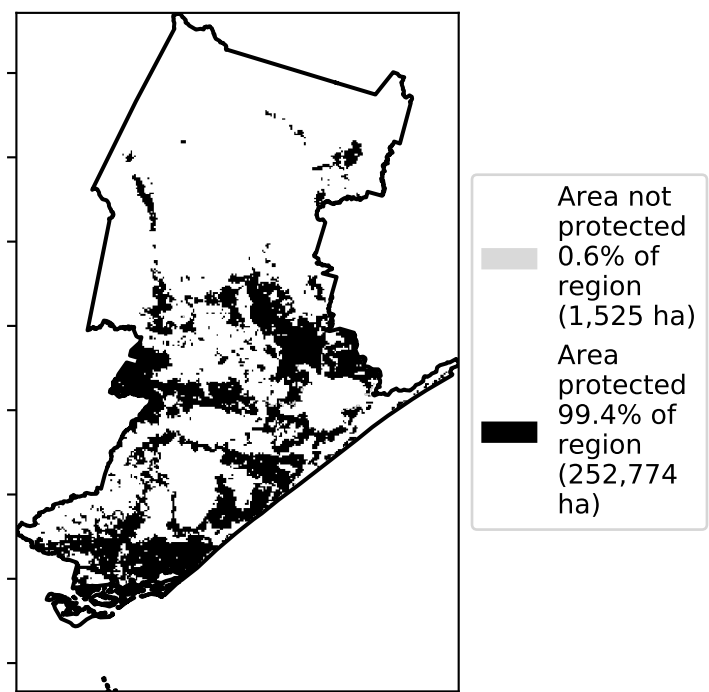 Area not
protected
0.6% of
region
(1,525 ha)
Area
protected
99.4% of
region
(252,774
ha)